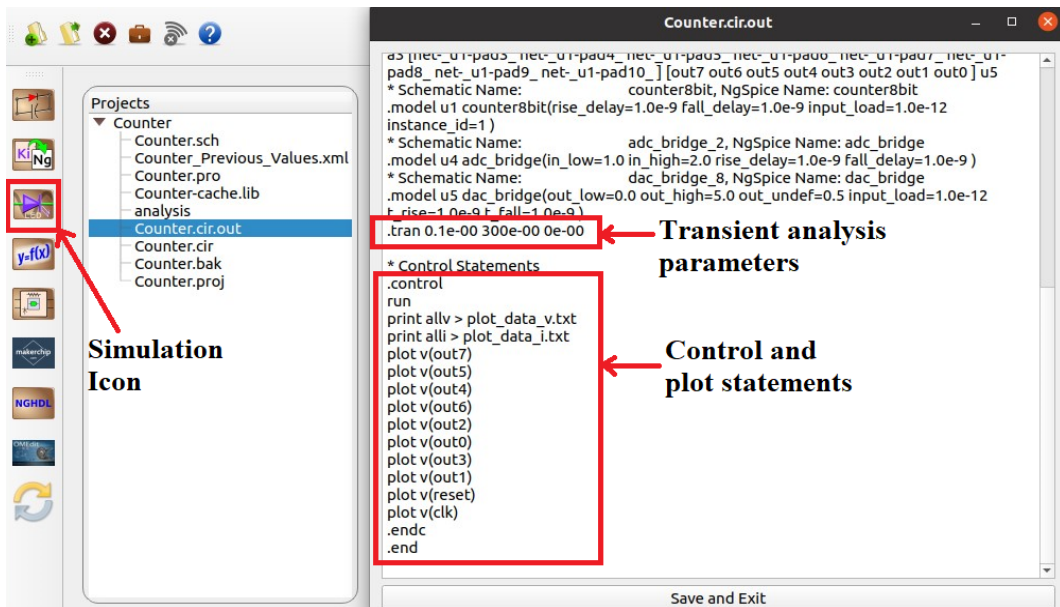 Counter.cir.out
Projects
Counter
Counter.sch
Counter_Previous_Values.xml
Counter.pro
Counter-cache.lib
analysis
Counter.cir.out
Counter.cir
Counter.bak
Counter.proj
Ki Ng
y=f(x)
makerchip
NGHDL
Simulation
Icon
a3 [net-_u1-pad3_ net-_u1-pad4_ net-_u1-pad5_ net-_u1-pad6_ net-_u1-pad7_ net-_u1-
pad8_ net-_u1-pad9_ net-_u1-pad10_ ] [out7 out6 out5 out4 out3 out2 out1 out0 ] u5
* Schematic Name: counter8bit, NgSpice Name: counter8bit
.model u1 counter8bit(rise_delay=1.0e-9 fall_delay=1.0e-9 input_load=1.0e-12
instance_id=1 )
* Schematic Name: adc_bridge_2, NgSpice Name: adc_bridge
.model u4 adc_bridge(in_low=1.0 in_high=2.0 rise_delay=1.0e-9 fall_delay=1.0e-9 )
* Schematic Name: dac_bridge_8, NgSpice Name: dac_bridge
.model u5 dac_bridge(out_low=0.0 out_high=5.0 out_undef=0.5 input_load=1.0e-12
t_rise=1.0e-9 t_fall=1.0e-9 )
.tran 0.1e-00 300e-00 0e-00
* Control Statements
.control
run
print allv > plot_data_v.txt
print alli > plot_data_i.txt
plot v(out7)
plot v(out5)
plot v(out4)
plot v(out6)
plot v(out2)
plot v(out0)
plot v(out3)
plot v(out1)
plot v(reset)
plot v(clk)
.endc
.end
Transient analysis
parameters
Control and
plot statements
Save and Exit